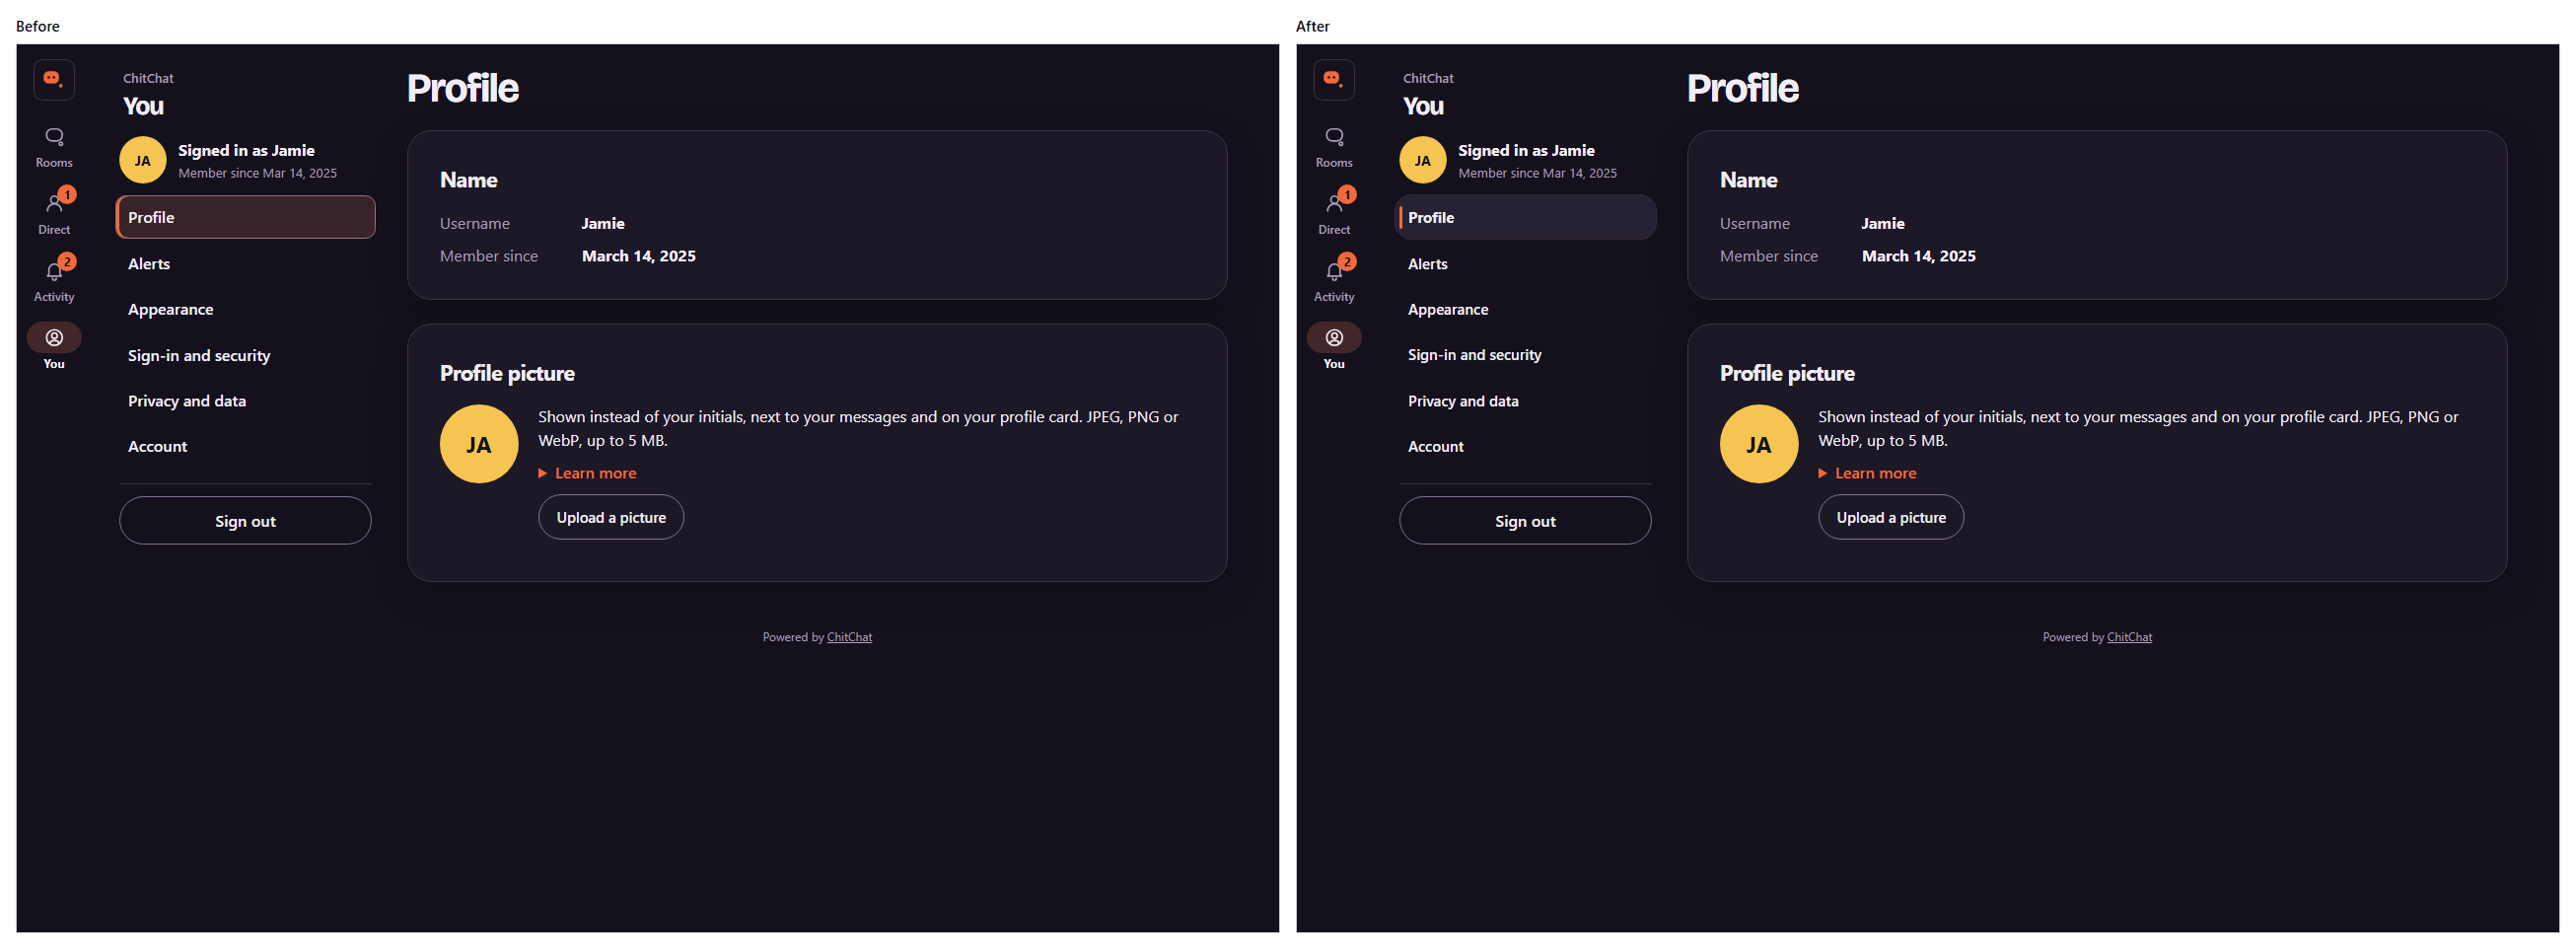 Before
ChitChat
You
JA
Signed in as Jamie
Member since Mar 14, 2025
Rooms
1
Direct
2
Activity
You
Profile
Alerts
Appearance
Sign-in and security
Privacy and data
Account
Sign out
Profile
Name
Username Jamie
Member since March 14, 2025
Profile picture
JA
Shown instead of your initials, next to your messages and on your profile card. JPEG, PNG or
WebP, up to 5 MB.
Learn more
Upload a picture
Powered by ChitChat
After
ChitChat
You
JA
Signed in as Jamie
Member since Mar 14, 2025
Rooms
1
Direct
2
Activity
You
Profile
Alerts
Appearance
Sign-in and security
Privacy and data
Account
Sign out
Profile
Name
Username Jamie
Member since March 14, 2025
Profile picture
JA
Shown instead of your initials, next to your messages and on your profile card. JPEG, PNG or
WebP, up to 5 MB.
Learn more
Upload a picture
Powered by ChitChat